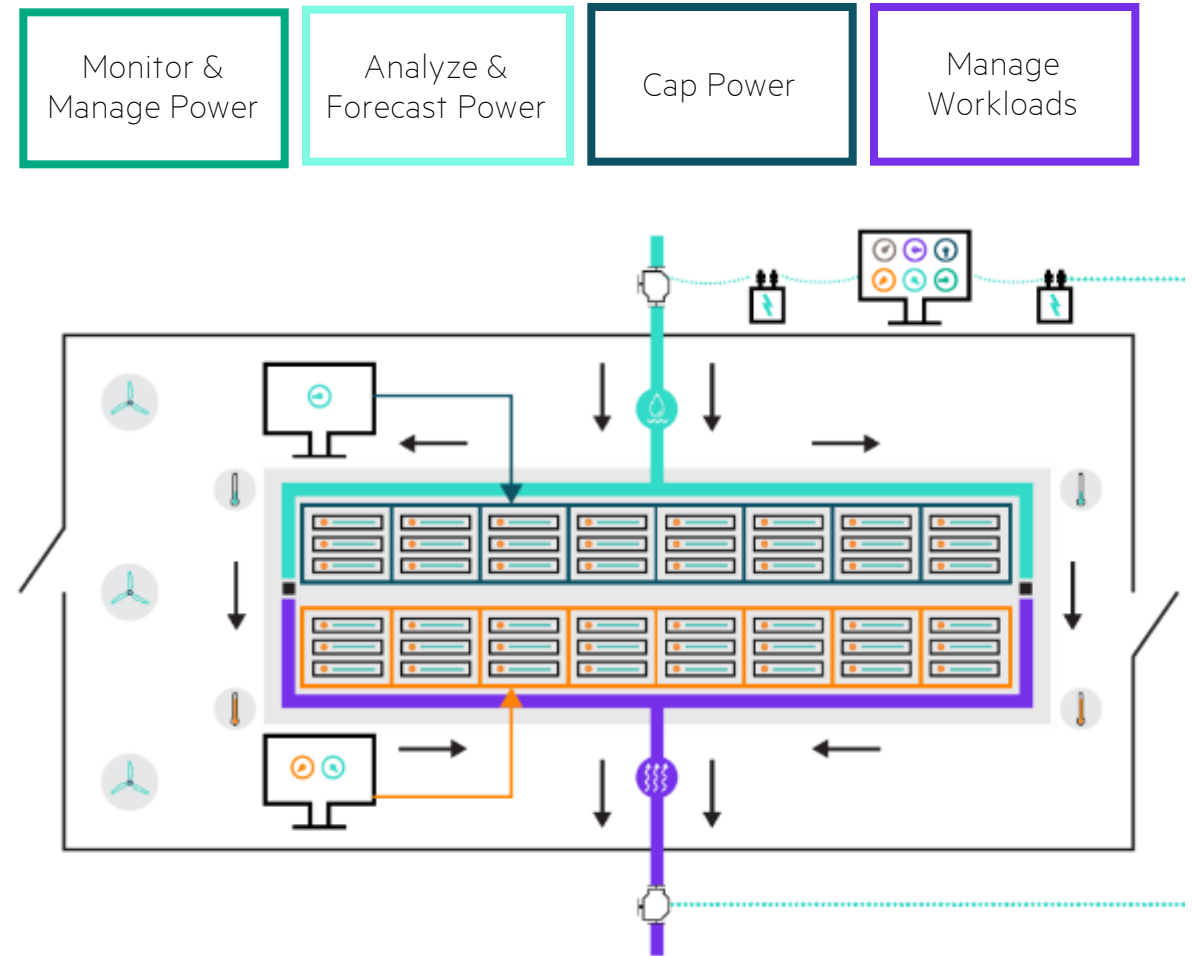 Monitor &
Manage Power
Analyze &
Forecast Power
Cap Power
Manage
Workloads